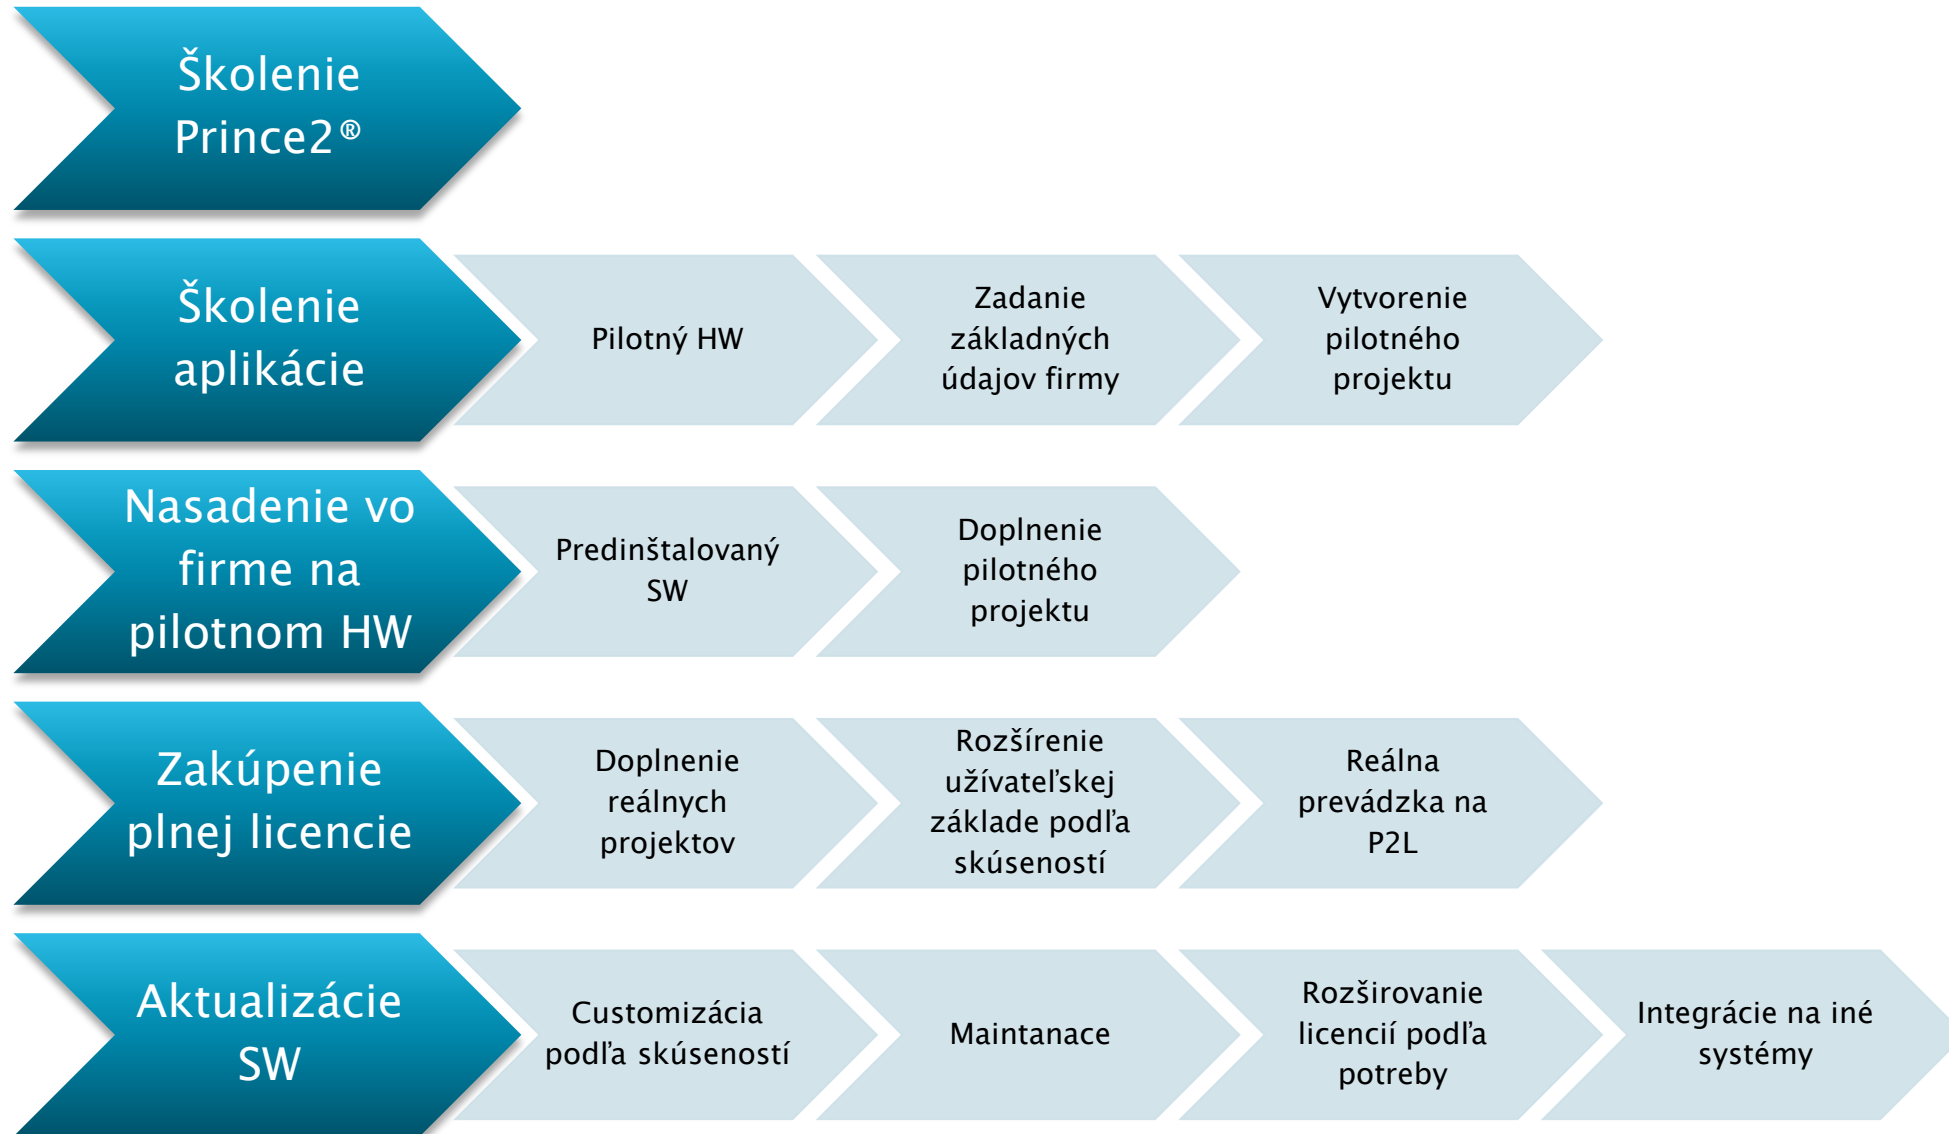 Školenie
Prince2®
Školenie
aplikácie
Pilotný HW
Zadanie
základných
údajov firmy
Vytvorenie
pilotného
projektu
Nasadenie vo
firme na
pilotnom HW
Predinštalovaný
SW
Doplnenie
pilotného
projektu
Zakúpenie
plnej licencie
Doplnenie
reálnych
projektov
Rozšírenie
užívateľskej
základe podľa
skúseností
Reálna
prevádzka na
P2L
Aktualizácie
SW
Customizácia
podľa skúseností
Maintanace
Rozširovanie
licencií podľa
potreby
Integrácie na iné
systémy